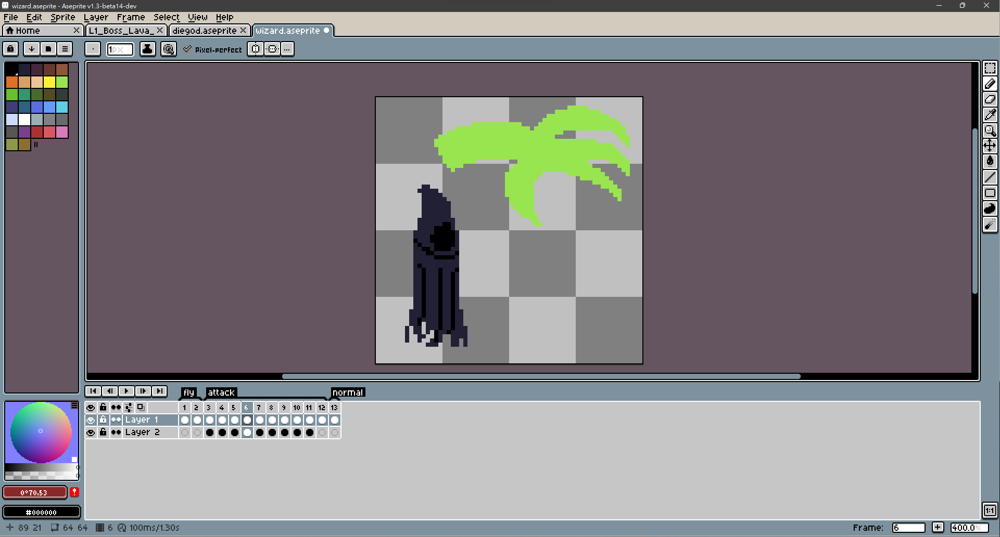 wizard.aseprite - Aseprite v1.3-beta14-dev
File Edit Sprite Layer Frame Select View Help
Home L1_Boss_Lava_ diegod.aseprite wizard.aseprite
1px Pixel-perfect ...
fly attack normal
1 2 3 4 5 6 7 8 9 10 11 12 13
Layer 1
Layer 2
0°70.53
#000000
1:1
89 21 64 64 6 100ms/1.30s
Frame: 6 + 400.0%